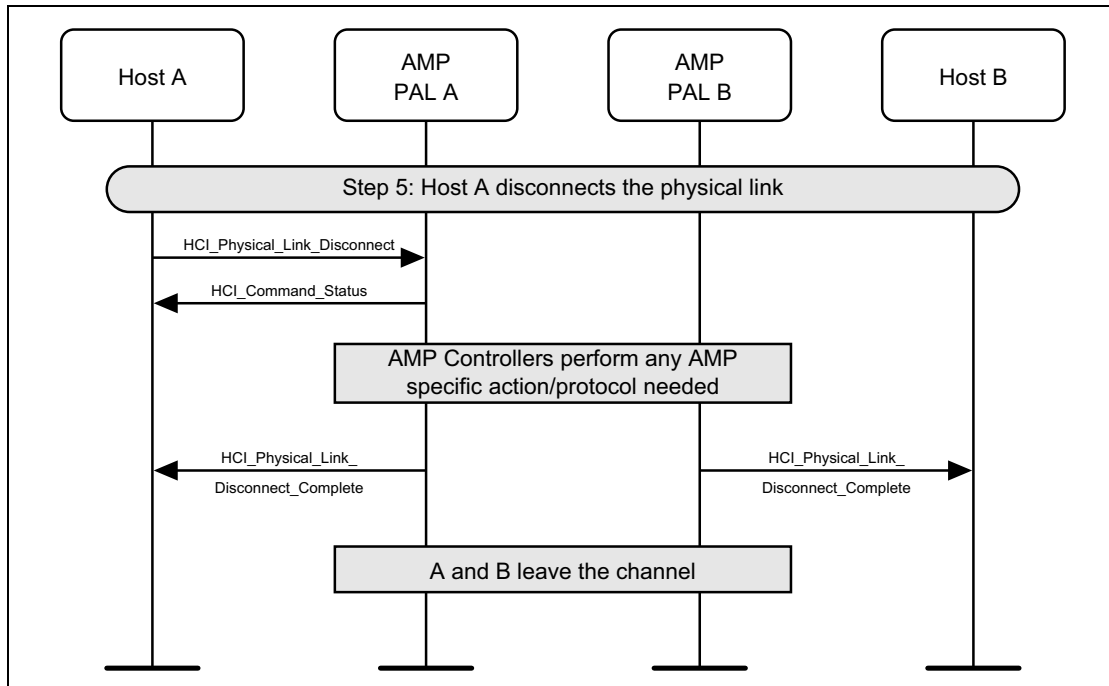 Host A
AMP
PAL A
AMP
PAL B
Host B
Step 5: Host A disconnects the physical link
HCI_Physical_Link_Disconnect
HCI_Command_Status
AMP Controllers perform any AMP
specific action/protocol needed
HCI_Physical_Link_
Disconnect_Complete
HCI_Physical_Link_
Disconnect_Complete
A and B leave the channel